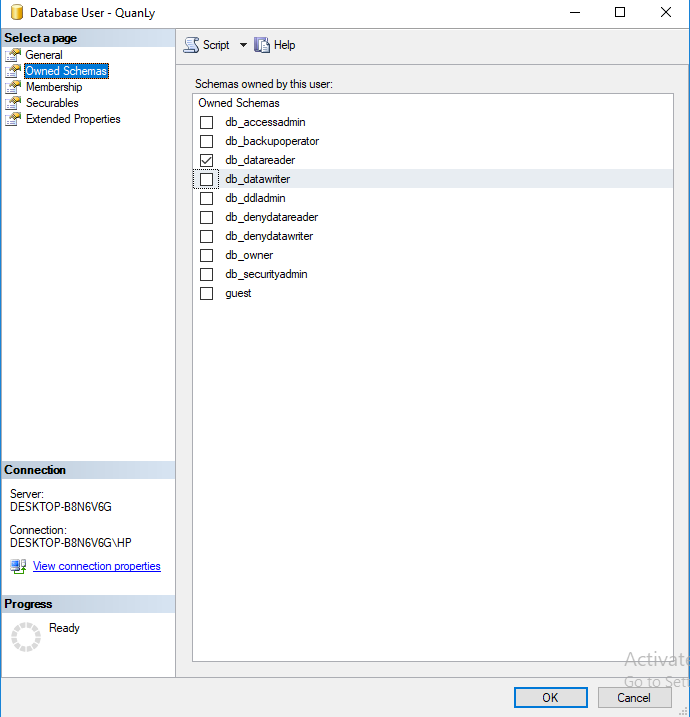 Database User - QuanLy
Select a page
General
Owned Schemas
Membership
Securables
Extended Properties
Script
Help
Schemas owned by this user:
Owned Schemas
db_accessadmin
db_backupoperator
db_datareader
db_datawriter
db_ddladmin
db_denydatareader
db_denydatawriter
db_owner
db_securityadmin
guest
Connection
Server:
DESKTOP-B8N6V6G
Connection:
DESKTOP-B8N6V6G\HP
View connection properties
Progress
Ready
Activate
Go to Sett
OK
Cancel